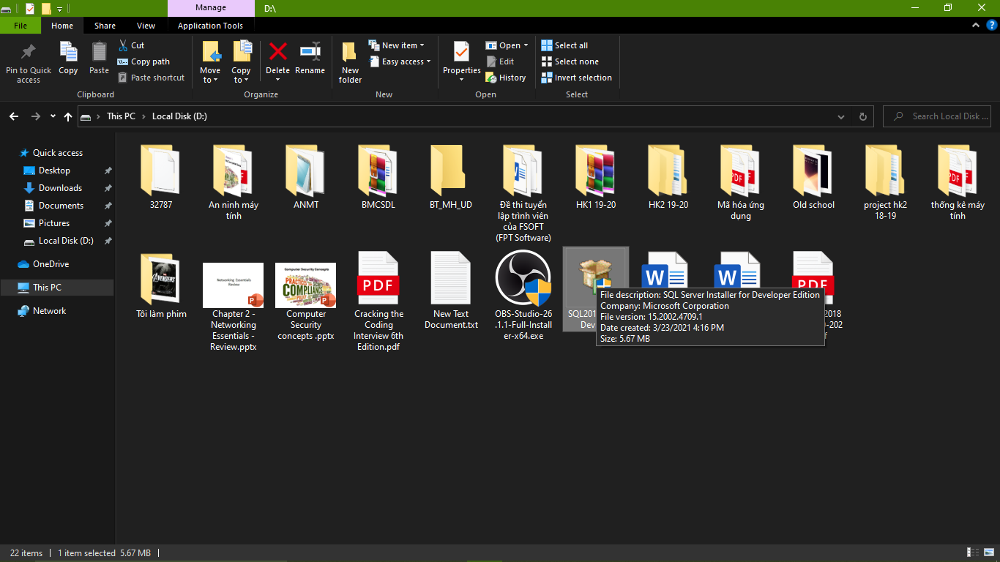 Manage
D:\
File
Home
Share
View
Application Tools
Pin to Quick
access
Copy
Paste
Cut
Copy path
Paste shortcut
Move
to
Copy
to
Delete
Rename
New
folder
New item
Easy access
Properties
Open
Edit
History
Select all
Select none
Invert selection
Clipboard
Organize
New
Open
Select
This PC
Local Disk (D:)
Search Local Disk ...
Quick access
Desktop
Downloads
Documents
Pictures
Local Disk (D:)
OneDrive
This PC
Network
32787
An ninh máy
tính
ANMT
BMCSDL
BT_MH_UD
Đề thi tuyển
lập trình viên
của FSOFT
(FPT Software)
HK1 19-20
HK2 19-20
Mã hóa ứng
dụng
Old school
project hk2
18-19
thống kê máy
tính
AVENGERS
Tôi làm phim
Networking Essentials
Review
Chapter 2 -
Networking
Essentials -
Review.pptx
Computer Security Concepts
PRACTICES
COMPLIANCE
Computer
Security
concepts .pptx
PDF
Cracking the
Coding
Interview 6th
Edition.pdf
New Text
Document.txt
OBS-Studio-26
.1.1-Full-Install
er-x64.exe
SQL201
Dev
W
W
PDF
2018
-202
f
File description: SQL Server Installer for Developer Edition
Company: Microsoft Corporation
File version: 15.2002.4709.1
Date created: 3/23/2021 4:16 PM
Size: 5.67 MB
22 items
1 item selected 5.67 MB